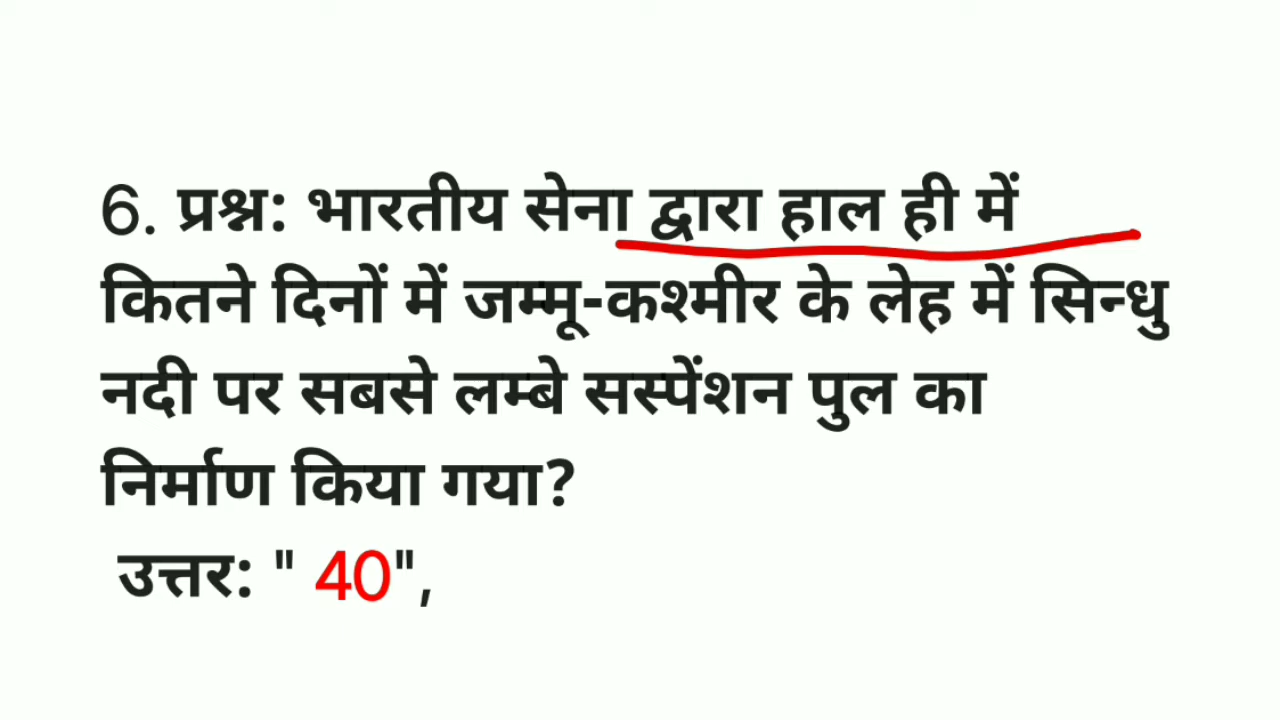 6. प्रश्न: भारतीय सेना द्वारा हाल ही में
कितने दिनों में जम्मू-कश्मीर के लेह में सिन्धु
नदी पर सबसे लम्बे सस्पेंशन पुल का
निर्माण किया गया?
उत्तर: " 40",